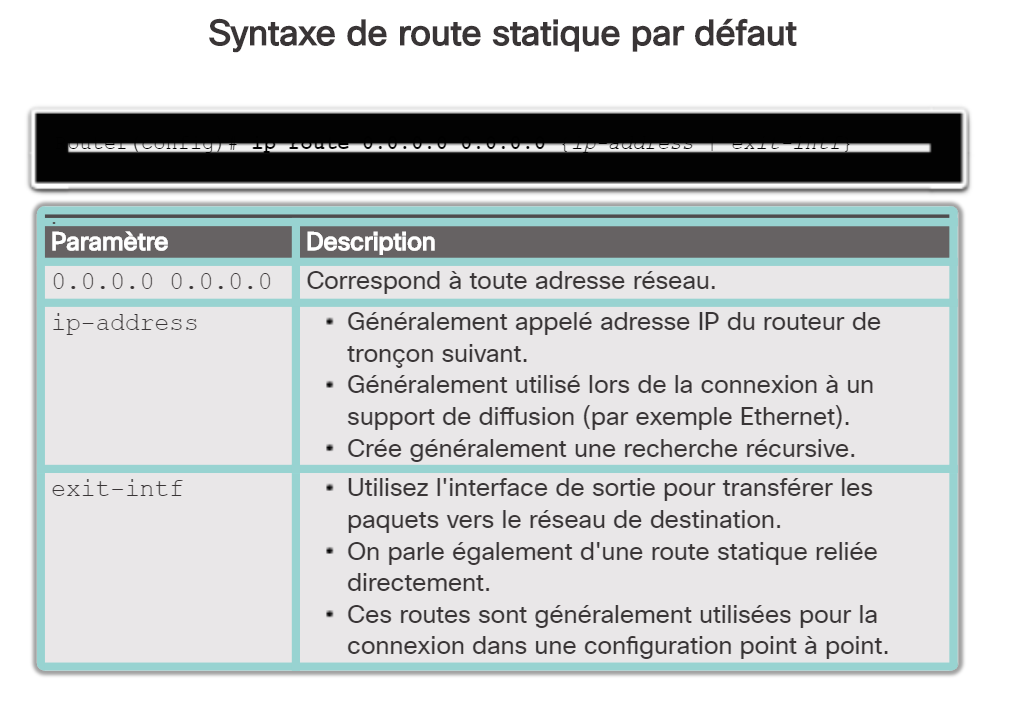 Syntaxe de route statique par défaut
outer(config)# ip route 0.0.0.0 0.0.0.0 {ip-address | exit-intf}
Paramètre Description
0.0.0.0 0.0.0.0 Correspond à toute adresse réseau.
ip-address • Généralement appelé adresse IP du routeur de
tronçon suivant.
• Généralement utilisé lors de la connexion à un
support de diffusion (par exemple Ethernet).
• Crée généralement une recherche récursive.
exit-intf • Utilisez l'interface de sortie pour transférer les
paquets vers le réseau de destination.
• On parle également d'une route statique reliée
directement.
• Ces routes sont généralement utilisées pour la
connexion dans une configuration point à point.